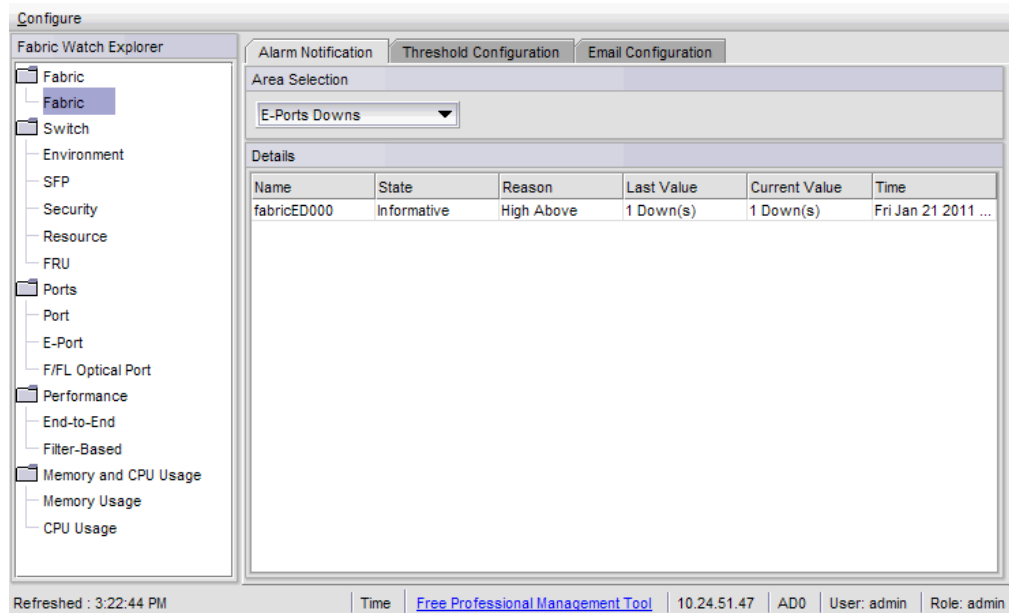 Configure
Fabric Watch Explorer
Fabric
Fabric
Switch
Environment
SFP
Security
Resource
FRU
Ports
Port
E-Port
F/FL Optical Port
Performance
End-to-End
Filter-Based
Memory and CPU Usage
Memory Usage
CPU Usage
Alarm Notification Threshold Configuration Email Configuration
Area Selection
E-Ports Downs
Details
Name State Reason Last Value Current Value Time
fabricED000 Informative High Above 1 Down(s) 1 Down(s) Fri Jan 21 2011 ...
Refreshed : 3:22:44 PM Time Free Professional Management Tool 10.24.51.47 AD0 User: admin Role: admin